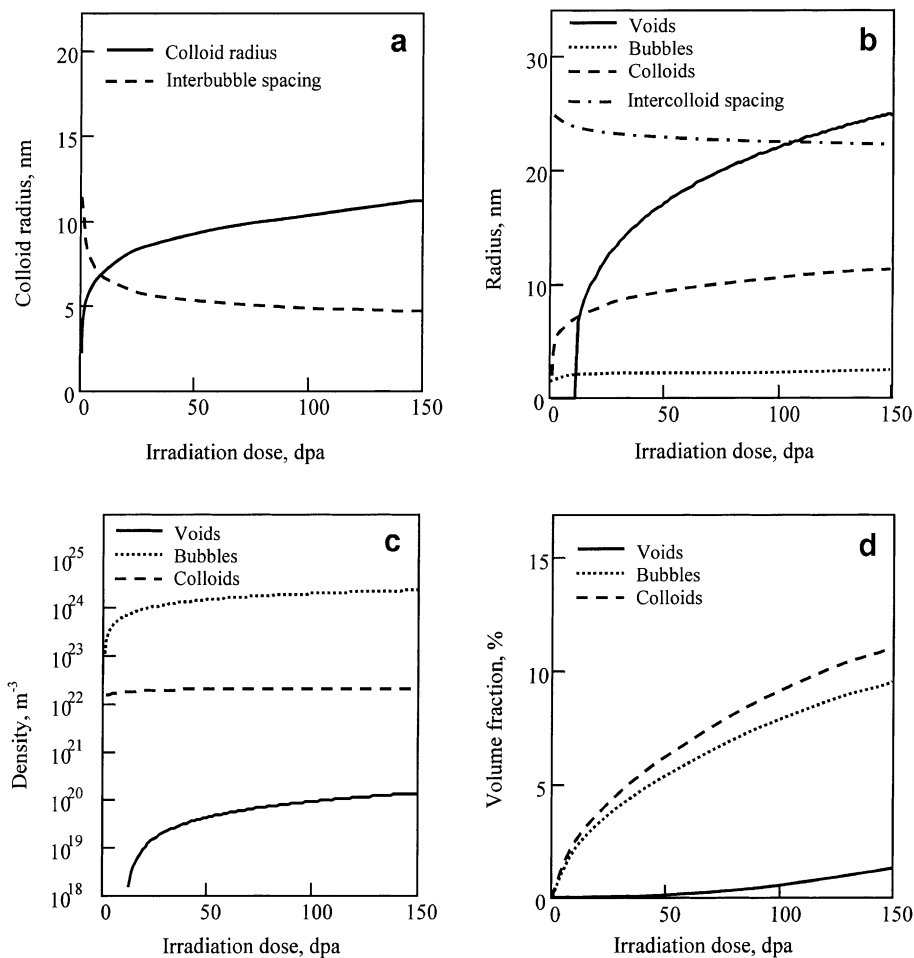 a
20
15
10
5
0
Colloid radius, nm
Colloid radius
Interbubble spacing
0 50 100 150
Irradiation dose, dpa
b
30
20
10
0
Radius, nm
Voids
Bubbles
Colloids
Intercolloid spacing
0 50 100 150
Irradiation dose, dpa
c
10^25
10^24
10^23
10^22
10^21
10^20
10^19
10^18
Density, m^-3
Voids
Bubbles
Colloids
0 50 100 150
Irradiation dose, dpa
d
15
10
5
0
Volume fraction, %
Voids
Bubbles
Colloids
0 50 100 150
Irradiation dose, dpa